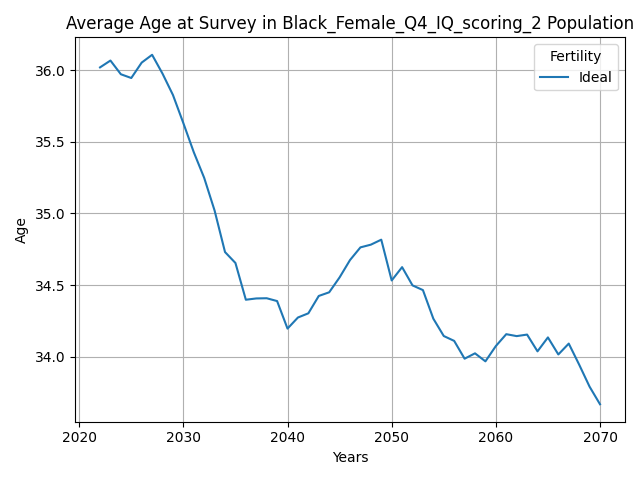 Average Age at Survey in Black_Female_Q4_IQ_scoring_2 Population
Fertility
Ideal
36.0
35.5
35.0
34.5
34.0
Age
2020 2030 2040 2050 2060 2070
Years